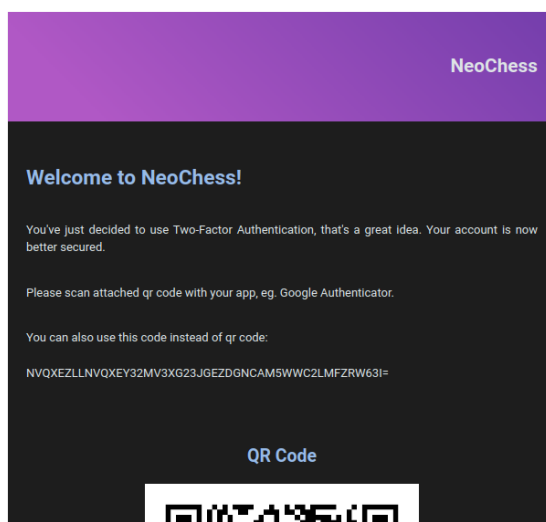 NeoChess
Welcome to NeoChess!
You've just decided to use Two-Factor Authentication, that's a great idea. Your account is now
better secured.
Please scan attached qr code with your app, eg. Google Authenticator.
You can also use this code instead of qr code:
NVQXEZLLNVQXEY32MV3XG23JGEZDGNCAM5WWC2LMFZRW63I=
QR Code